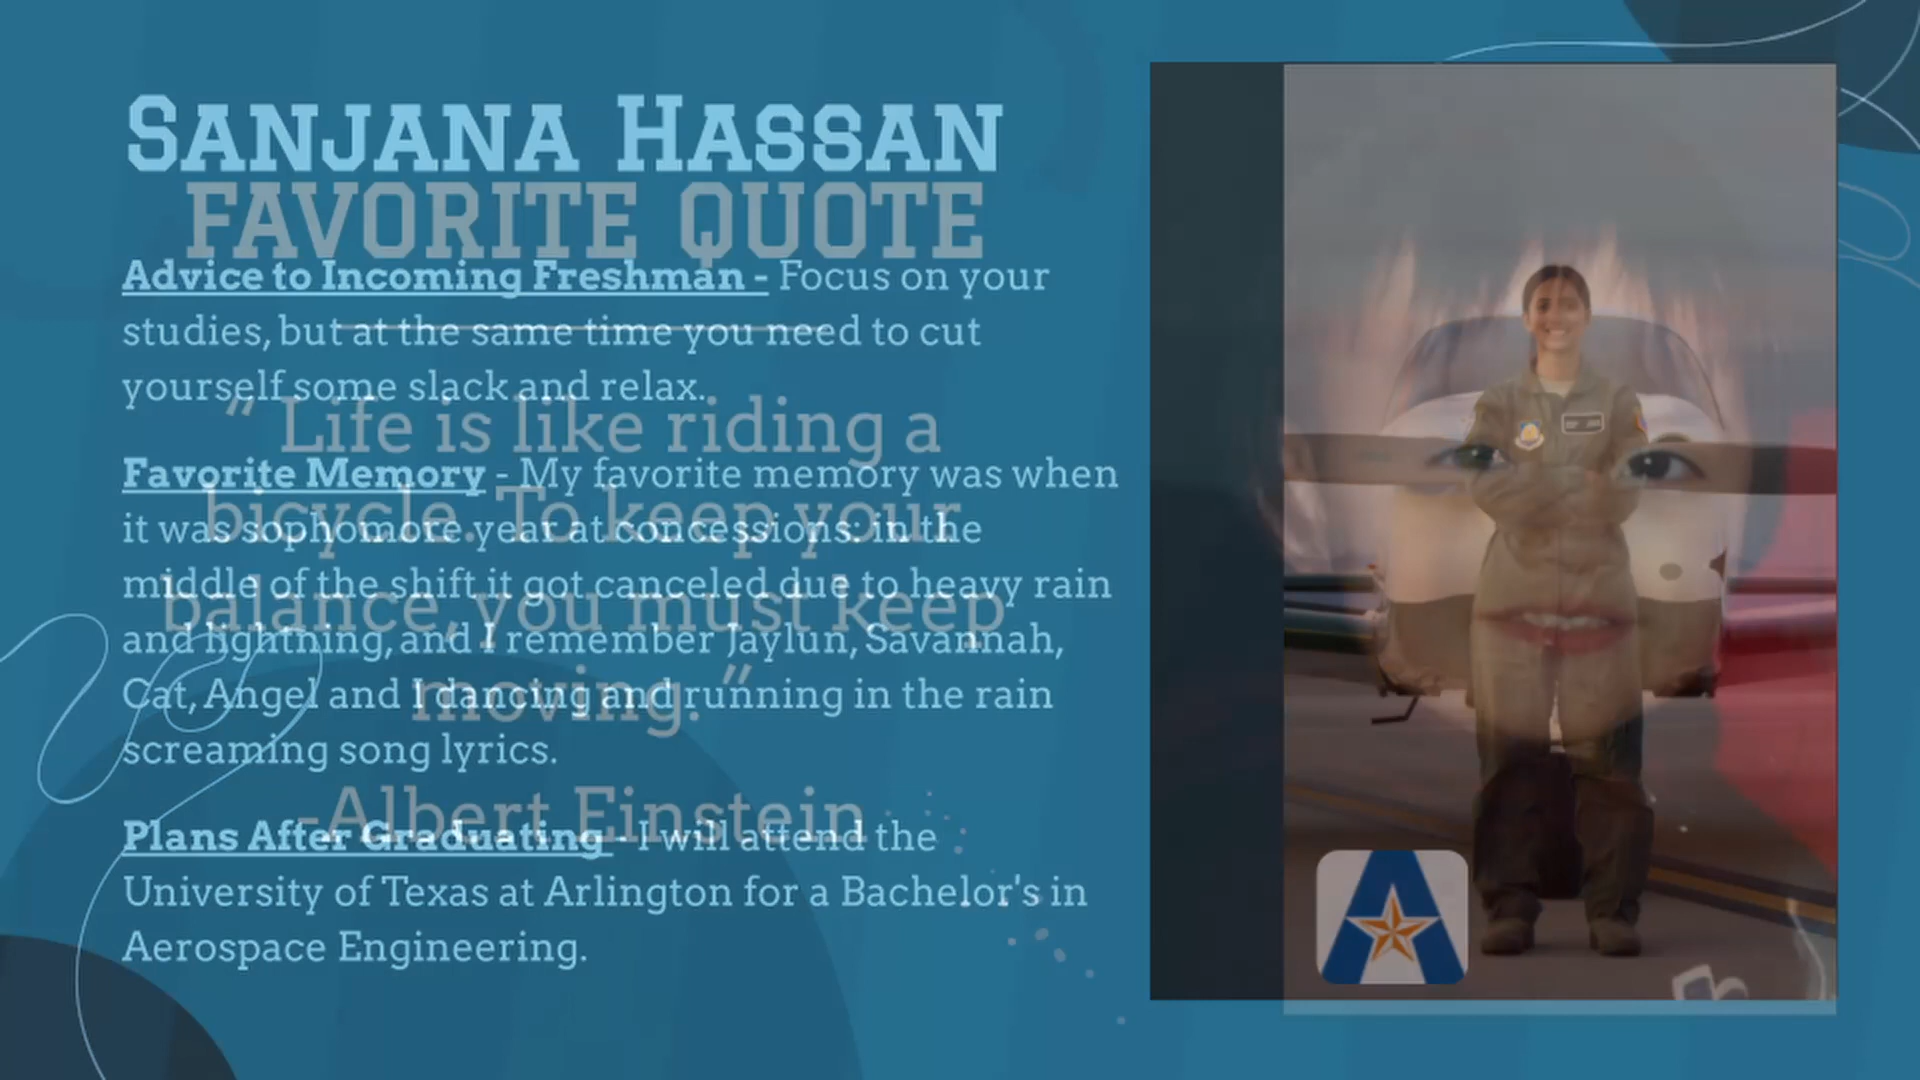 SANJANA HASSAN
FAVORITE QUOTE
Advice to Incoming Freshman - Focus on your
studies, but at the same time you need to cut
yourself some slack and relax.
“ Life is like riding a
Favorite Memory - My favorite memory was when
bicycle. To keep your
it was sophomore year at concessions: in the
middle of the shift it got canceled due to heavy rain
balance, you must keep
and lightning, and I remember Jaylun, Savannah,
Cat, Angel and I dancing and running in the rain
moving.”
screaming song lyrics.
-Albert Einstein
Plans After Graduating - I will attend the
University of Texas at Arlington for a Bachelor's in
Aerospace Engineering.